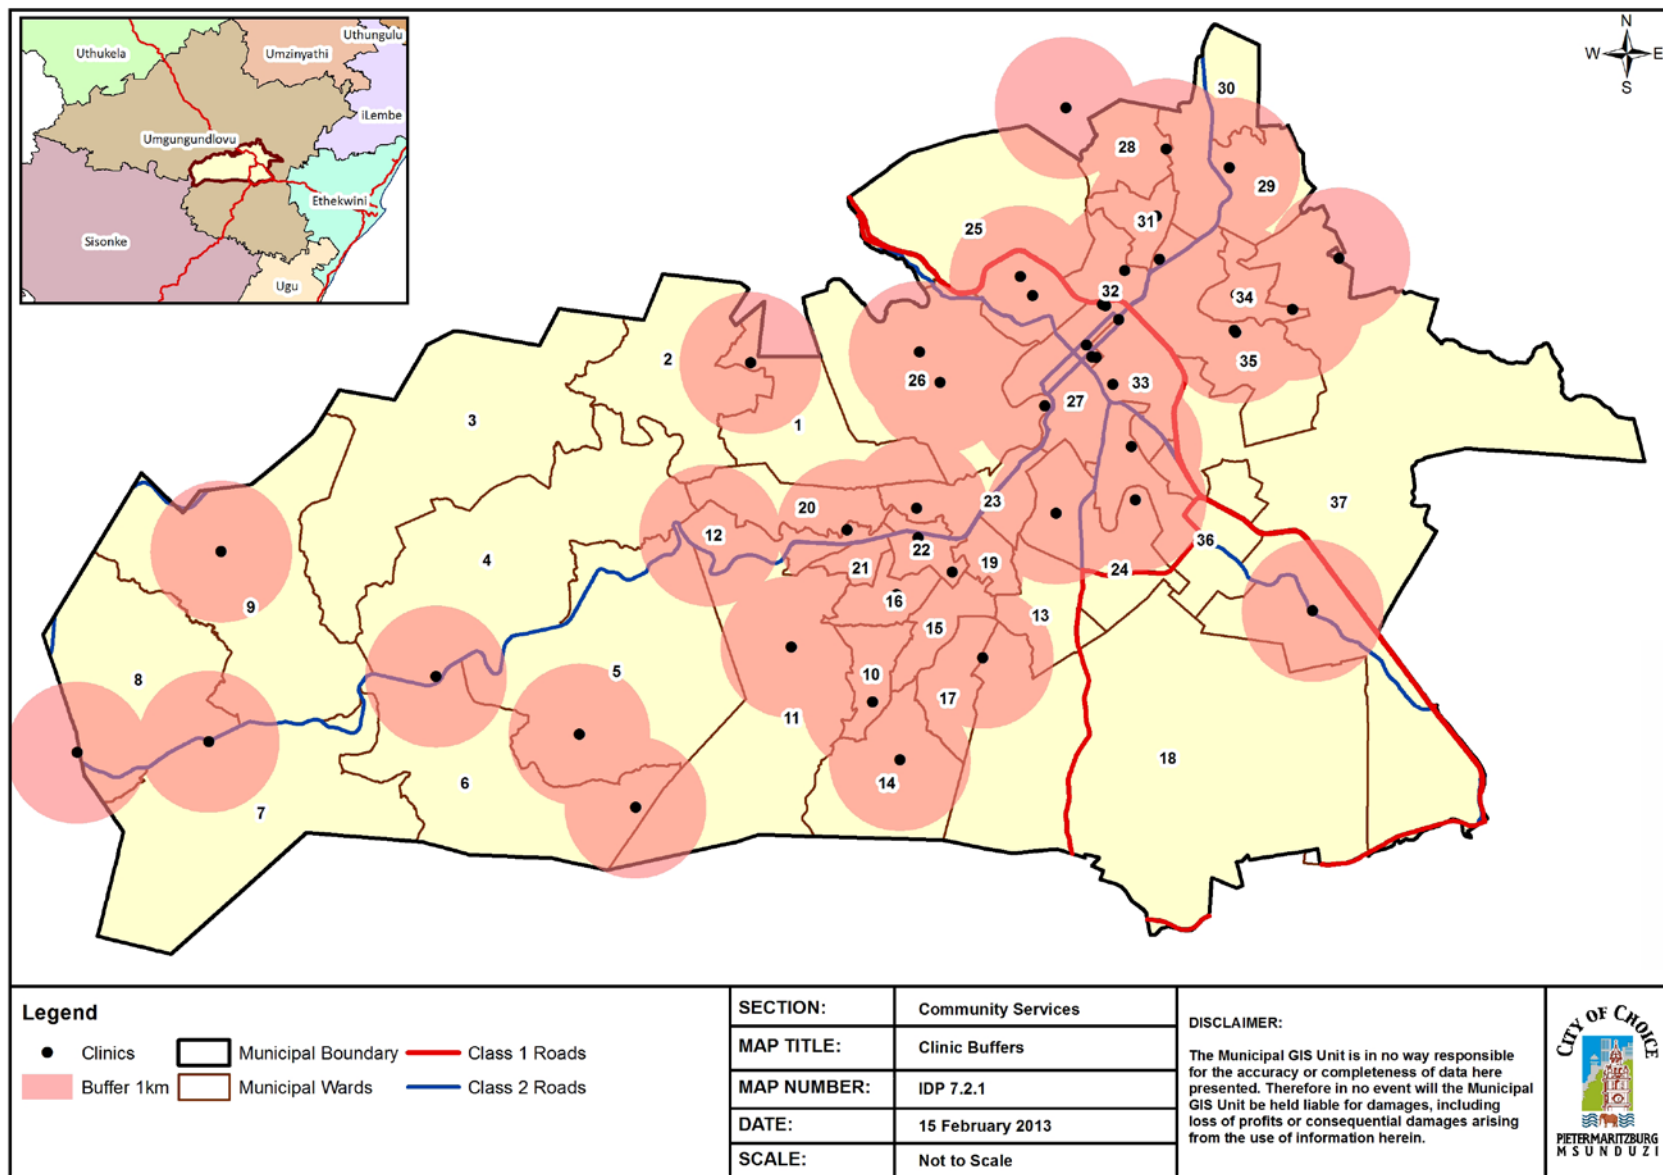 Uthukela
Umzinyathi
Uthungulu
iLembe
Umgungundlovu
Ethekwini
Sisonke
Ugu
N
W E
S
30
28
29
31
25
34
32
2
35
26
33
27
3
1
37
20
23
12
4
22
36
21
19
24
9
16
13
15
5
8
10
17
11
18
6
14
7
Legend
Clinics
Municipal Boundary
Class 1 Roads
Buffer 1km
Municipal Wards
Class 2 Roads
SECTION: Community Services
MAP TITLE: Clinic Buffers
MAP NUMBER: IDP 7.2.1
DATE: 15 February 2013
SCALE: Not to Scale
DISCLAIMER:
The Municipal GIS Unit is in no way responsible
for the accuracy or completeness of data here
presented. Therefore in no event will the Municipal
GIS Unit be held liable for damages, including
loss of profits or consequential damages arising
from the use of information herein.
CITY OF CHOICE
PIETERMARITZBURG
MSUNDUZI